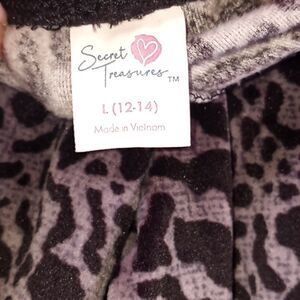 Secret
Treasures™
L (12-14)
Made in Vietnam